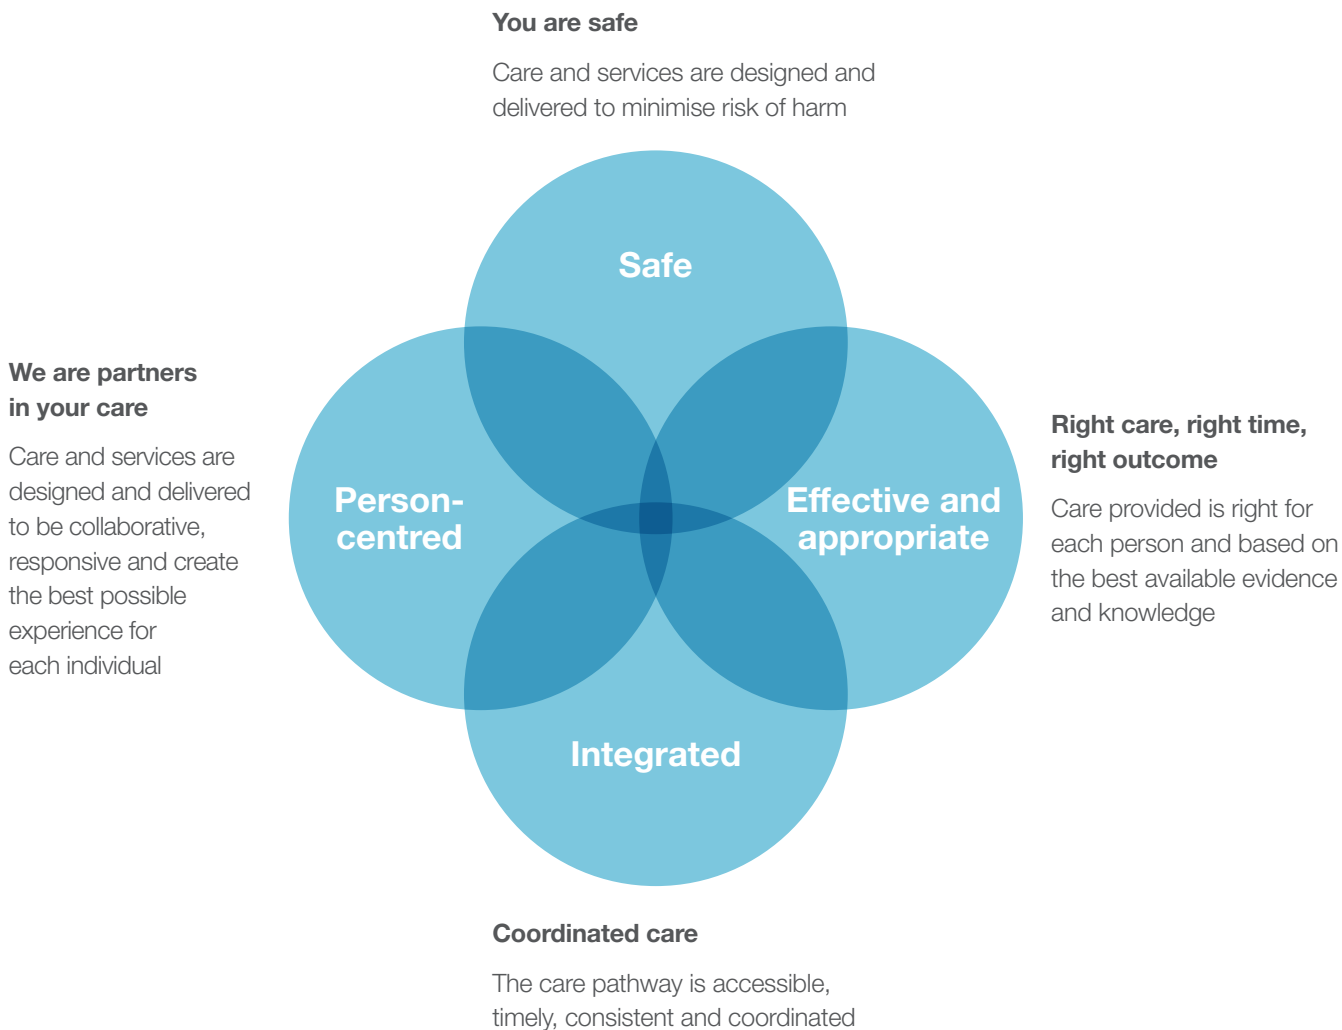 You are safe
Care and services are designed and
delivered to minimise risk of harm
Safe
We are partners
in your care
Care and services are
designed and delivered
to be collaborative,
responsive and create
the best possible
experience for
each individual
Person-
centred
Effective and
appropriate
Right care, right time,
right outcome
Care provided is right for
each person and based on
the best available evidence
and knowledge
Integrated
Coordinated care
The care pathway is accessible,
timely, consistent and coordinated